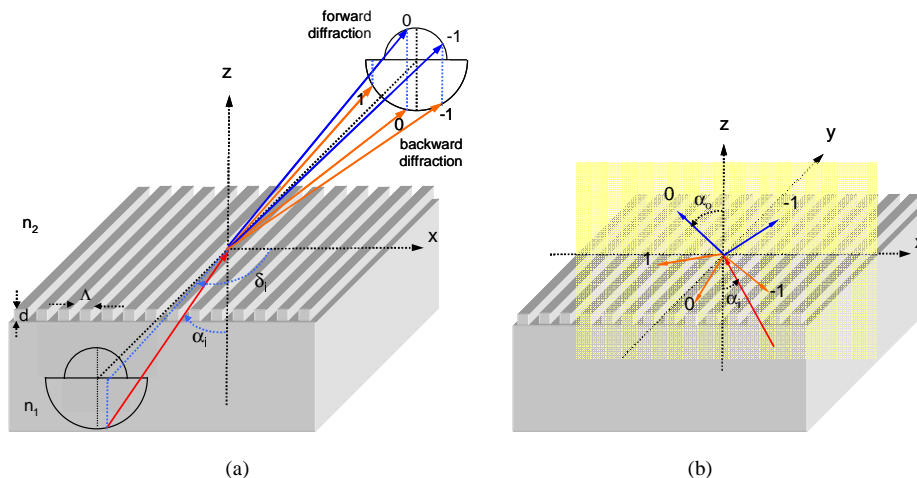 forward
diffraction
0
-1
z
1
0
-1
backward
diffraction
n2
x
δi
Λ
d
αi
n1
(a)
z
y
0
αo
-1
x
1
-1
0
αi
(b)